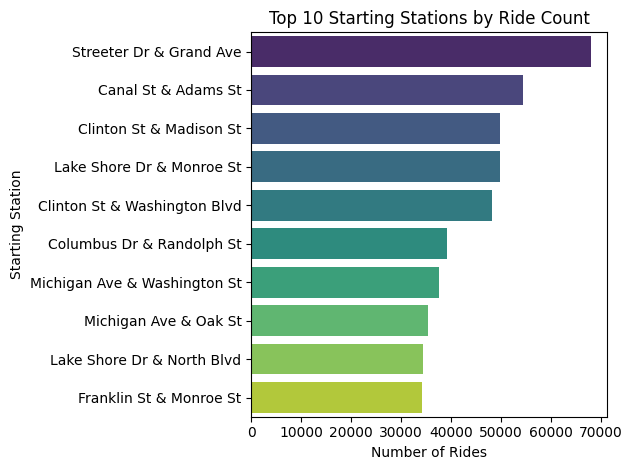 Top 10 Starting Stations by Ride Count
Starting Station
Streeter Dr & Grand Ave
Canal St & Adams St
Clinton St & Madison St
Lake Shore Dr & Monroe St
Clinton St & Washington Blvd
Columbus Dr & Randolph St
Michigan Ave & Washington St
Michigan Ave & Oak St
Lake Shore Dr & North Blvd
Franklin St & Monroe St
0 10000 20000 30000 40000 50000 60000 70000
Number of Rides